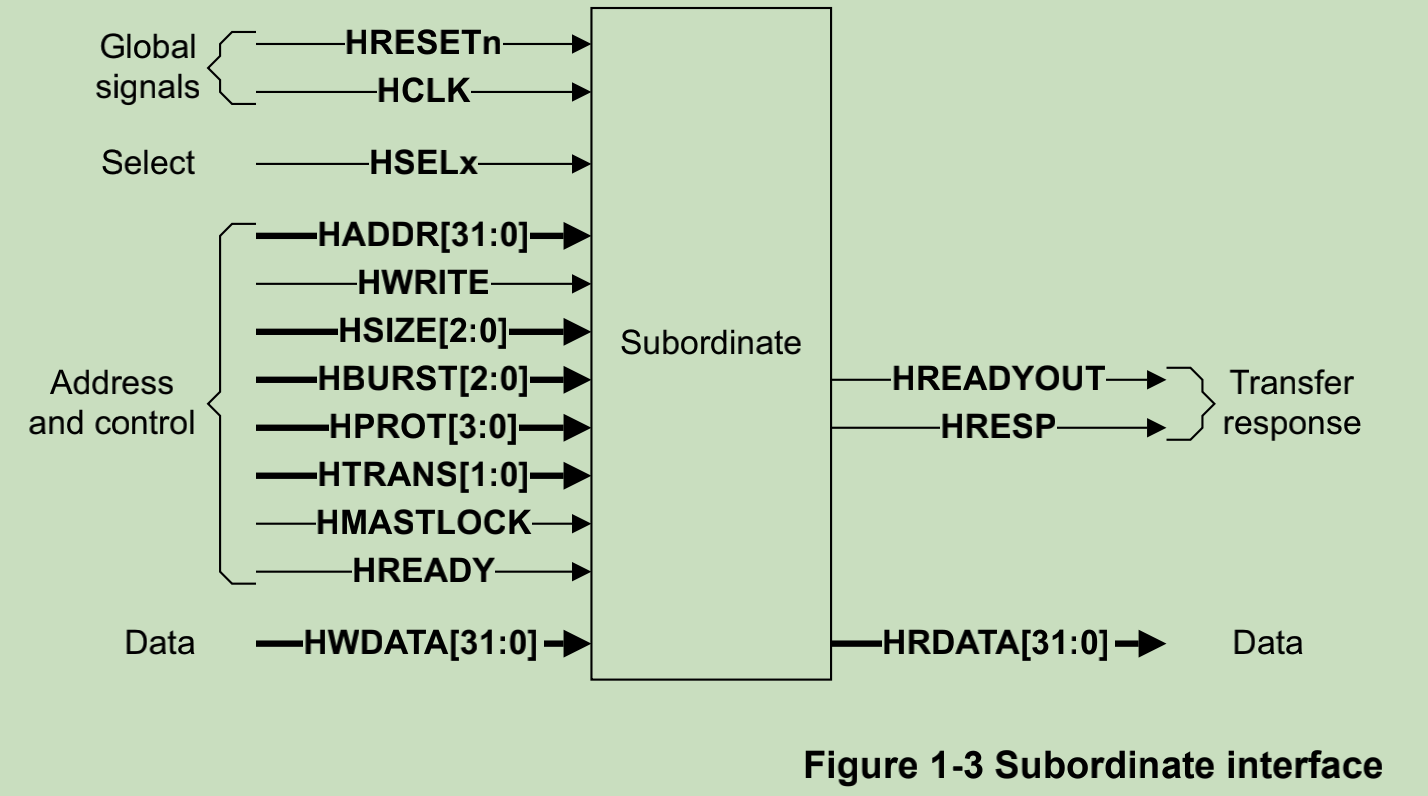 Global
signals
HRESETn
HCLK
Select
HSELx
Address
and control
HADDR[31:0]
HWRITE
HSIZE[2:0]
HBURST[2:0]
HPROT[3:0]
HTRANS[1:0]
HMASTLOCK
HREADY
Data
HWDATA[31:0]
Subordinate
HREADYOUT
HRESP
Transfer
response
HRDATA[31:0]
Data
Figure 1-3 Subordinate interface